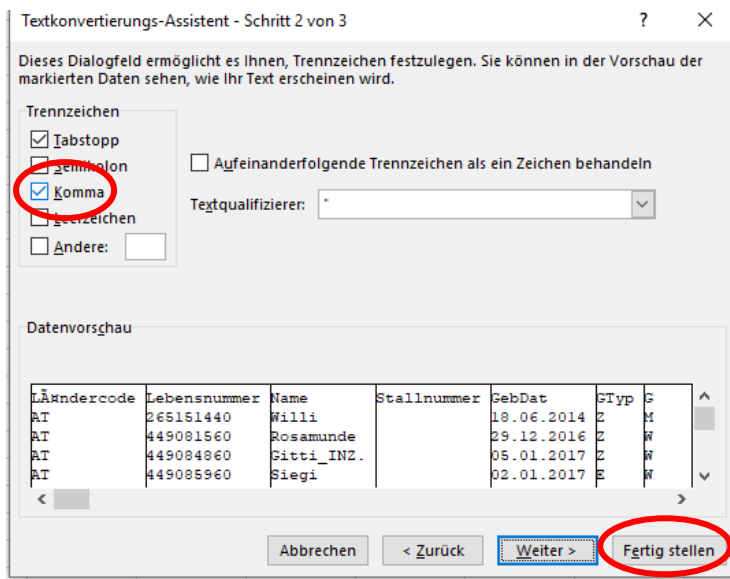 Textkonvertierungs-Assistent - Schritt 2 von 3 ? ×
Dieses Dialogfeld ermöglicht es Ihnen, Trennzeichen festzulegen. Sie können in der Vorschau der
markierten Daten sehen, wie Ihr Text erscheinen wird.
Trennzeichen
Tabstopp
Semikolon
Komma
Leerzeichen
Andere:
Aufeinanderfolgende Trennzeichen als ein Zeichen behandeln
Textqualifizierer: "
Datenvorschau
LÃ¤ndercode Lebensnummer Name Stallnummer GebDat GTyp G
AT 265151440 Willi 18.06.2014 Z M
AT 449081560 Rosamunde 29.12.2016 Z W
AT 449084860 Gitti_INZ. 05.01.2017 Z W
AT 449085960 Siegi 02.01.2017 E W
Abbrechen < Zurück Weiter > Fertig stellen